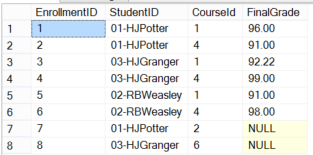 EnrollmentID StudentID CourseId FinalGrade
1 1 01-HJPotter 1 96.00
2 2 01-HJPotter 4 91.00
3 3 03-HJGranger 1 92.22
4 4 03-HJGranger 4 99.00
5 5 02-RBWeasley 1 91.00
6 6 02-RBWeasley 4 98.00
7 7 01-HJPotter 2 NULL
8 8 03-HJGranger 6 NULL